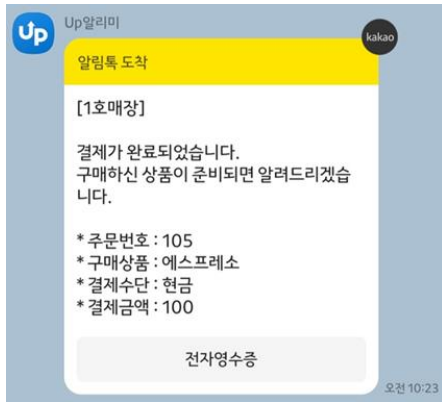 Up
Up알리미
kakao
알림톡 도착
[1호매장]
결제가 완료되었습니다.
구매하신 상품이 준비되면 알려드리겠습
니다.
* 주문번호 : 105
* 구매상품 : 에스프레소
* 결제수단 : 현금
* 결제금액 : 100
전자영수증
오전 10:23